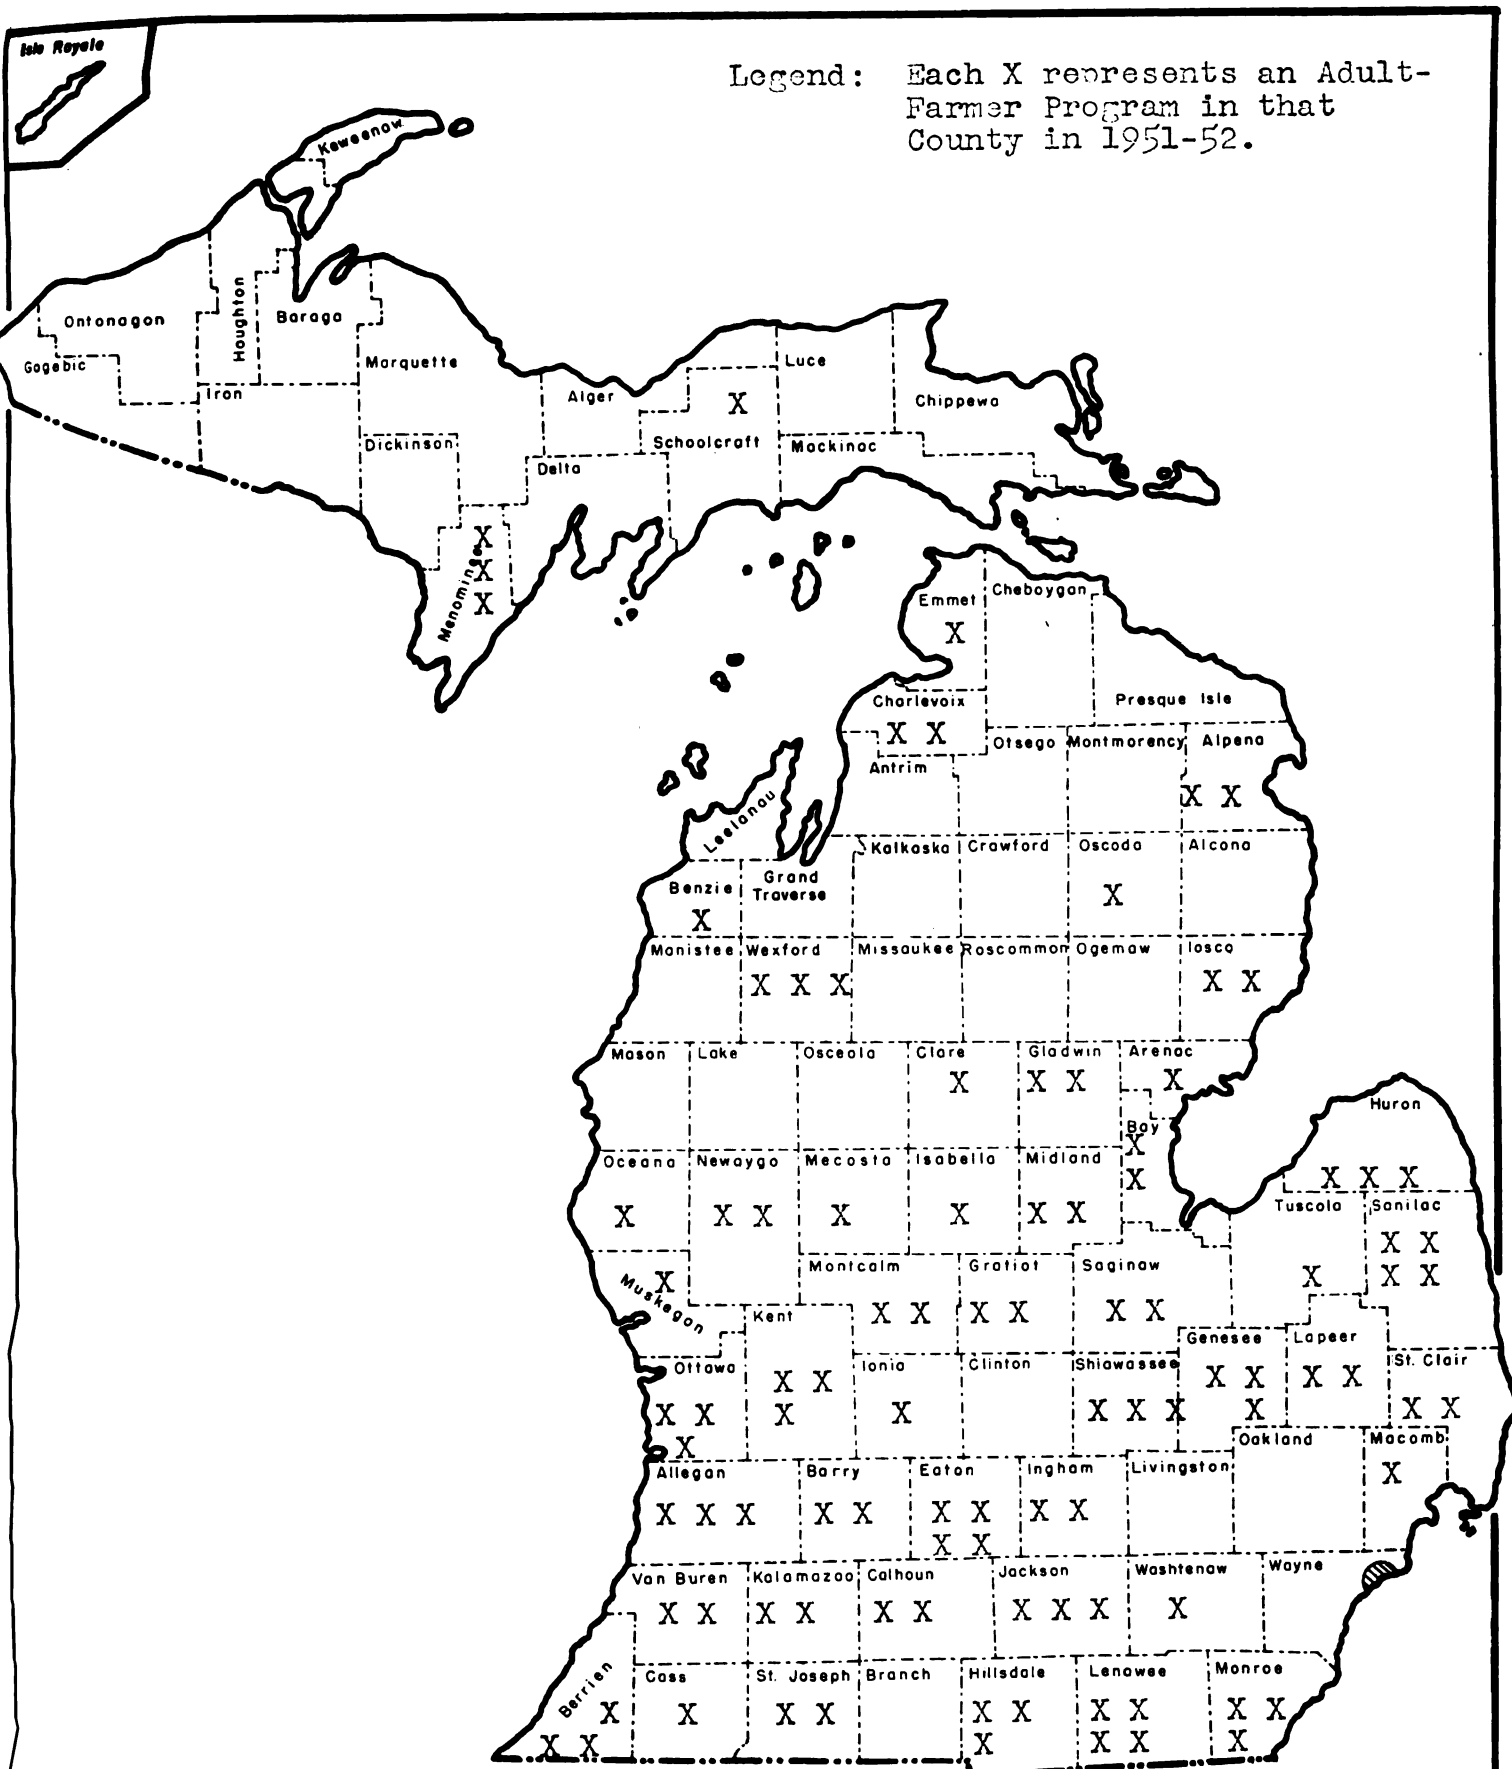 Isle Royale
Legend: Each X represents an Adult-
Farmer Program in that
County in 1951-52.
Keweenaw
Houghton
Ontonagon
Baraga
Gogebic
Marquette
Iron
Luce
Alger
X
Chippewa
Dickinson
Schoolcraft
Mackinac
Delta
Menominee
X
X
X
Emmet
Cheboygan
X
Charlevoix
Presque Isle
X X
Otsego
Montmorency
Alpena
Antrim
X X
Leelanau
Kalkaska
Crawford
Oscoda
Alcona
Benzie
Grand
Traverse
X
X
Manistee
Wexford
Missaukee
Roscommon
Ogemaw
Iosco
X X X
X X
Mason
Lake
Osceola
Clare
Gladwin
Arenac
X
X X
X
Huron
X X X
Bay
X
X
Oceana
Newaygo
Mecosta
Isabella
Midland
X
X X
X
X
X X
Tuscola
Sanilac
X
X X
X X
Muskegon
X
Montcalm
Gratiot
Saginaw
X X
X X
X X
Kent
X X
X
Genesee
Lapeer
X X
X
X X
Ottawa
Ionia
Clinton
Shiawassee
St. Clair
X X
X
X
X X X
X X
Oakland
Macomb
X
Allegan
Barry
Eaton
Ingham
Livingston
X X X
X X
X X
X X
X X
Van Buren
Kalamazoo
Calhoun
Jackson
Washtenaw
Wayne
X X
X X
X X
X X X
X
Berrien
X
X X
Cass
St. Joseph
Branch
Hillsdale
Lenawee
Monroe
X
X X
X X
X
X X
X X
X X
X